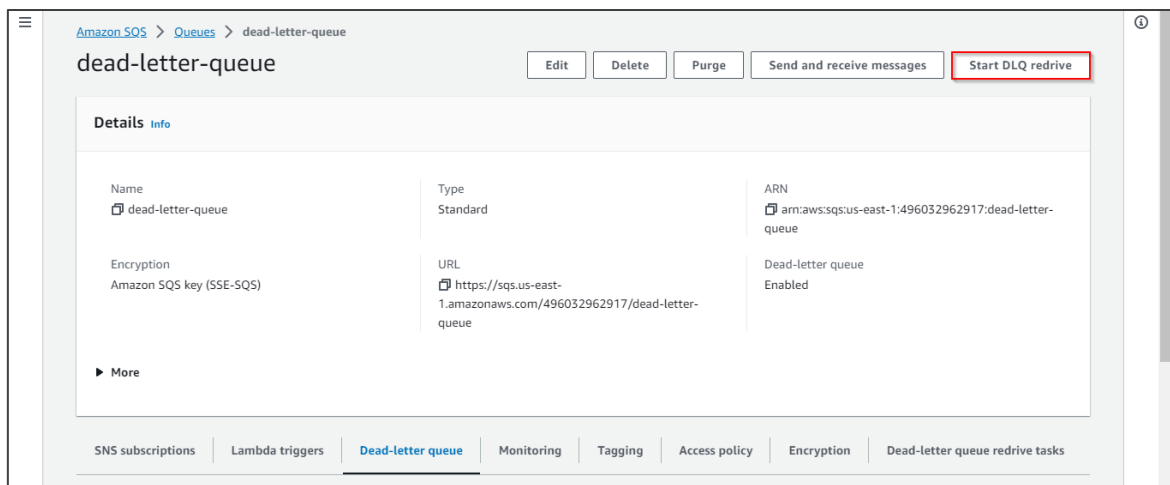 Amazon SQS > Queues > dead-letter-queue
dead-letter-queue
Edit
Delete
Purge
Send and receive messages
Start DLQ redrive
Details Info
Name
dead-letter-queue
Type
Standard
ARN
arn:aws:sqs:us-east-1:496032962917:dead-letter-
queue
Encryption
Amazon SQS key (SSE-SQS)
URL
https://sqs.us-east-
1.amazonaws.com/496032962917/dead-letter-
queue
Dead-letter queue
Enabled
More
SNS subscriptions
Lambda triggers
Dead-letter queue
Monitoring
Tagging
Access policy
Encryption
Dead-letter queue redrive tasks